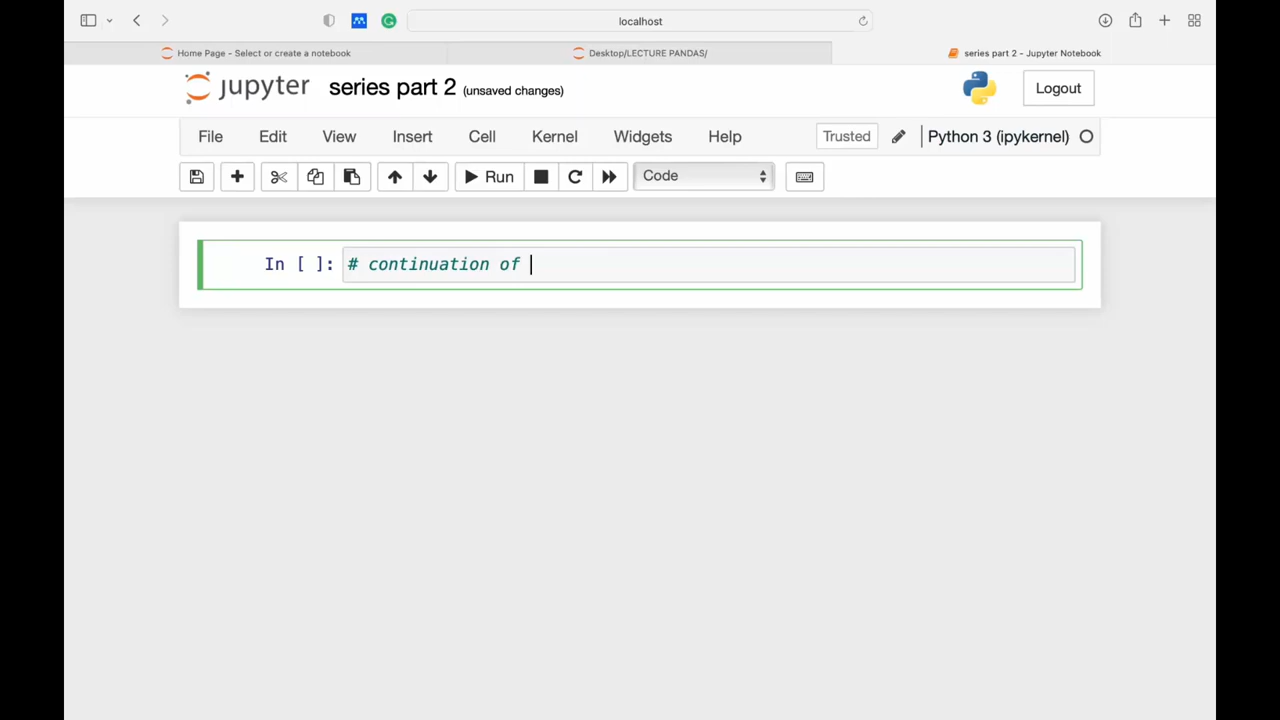 localhost
Home Page - Select or create a notebook
Desktop/LECTURE PANDAS/
series part 2 - Jupyter Notebook
jupyter series part 2 (unsaved changes)
Logout
File Edit View Insert Cell Kernel Widgets Help
Trusted
Python 3 (ipykernel)
Run
Code
In [ ]: # continuation of